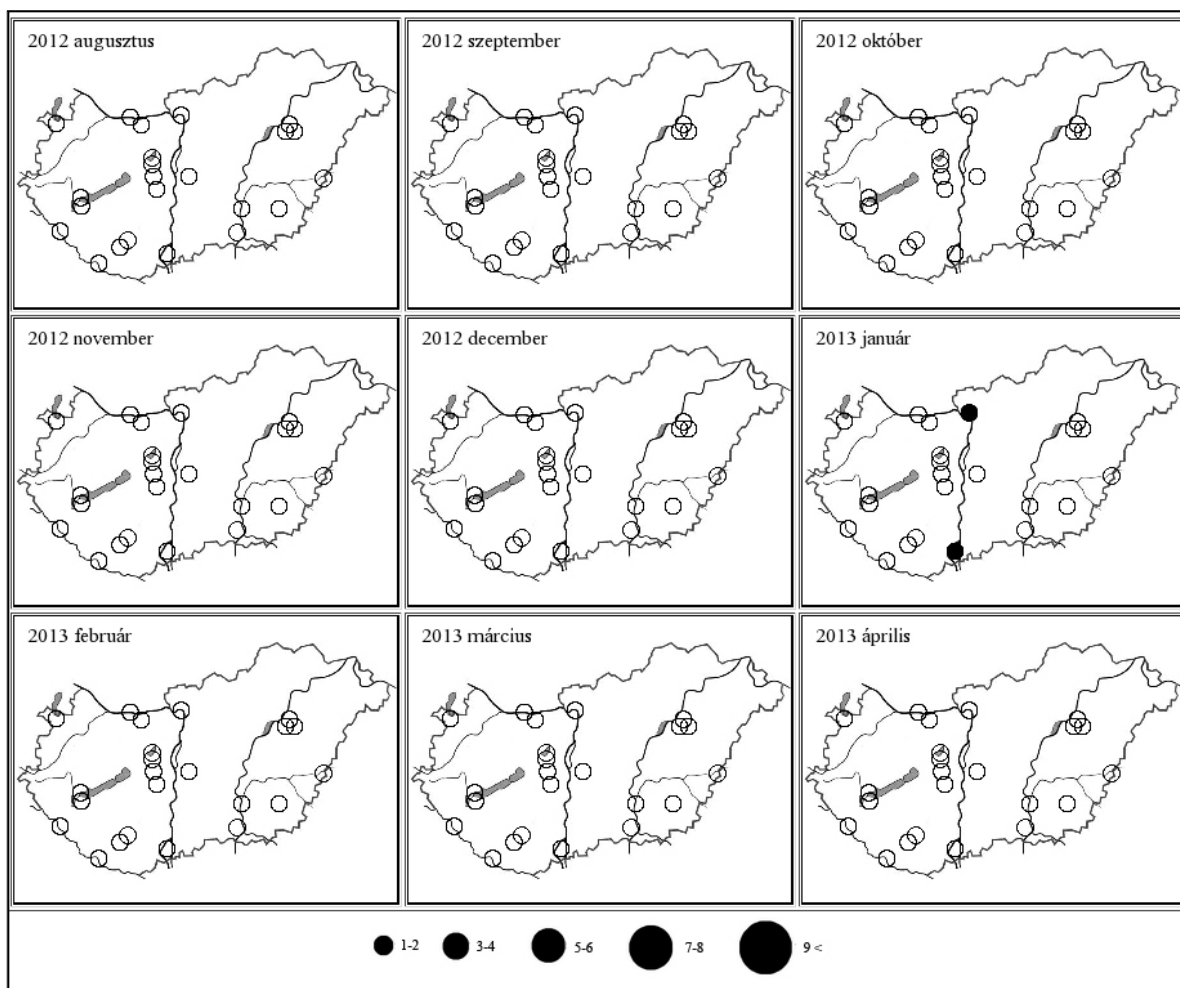 2012 augusztus
2012 szeptember
2012 október
2012 november
2012 december
2013 január
2013 február
2013 március
2013 április
1-2
3-4
5-6
7-8
9 <